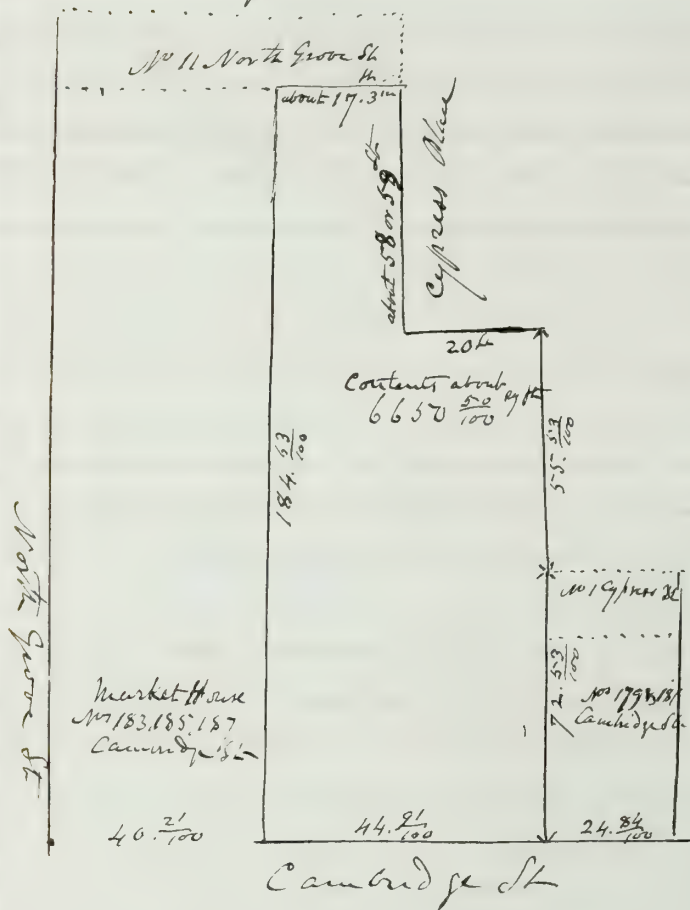 No 11 North Grove St
about 17.3 in
about 58 or 59 ft
Cypress Place
20 ft
Contents about
6650 50/100 sq ft
184. 53/100
55. 53/100
North Grove St
No 1 Cypress St
72. 53/100
Market House
Nos 183, 185, 187
Cambridge St
Nos 179 & 181
Cambridge St
40. 21/100
44. 91/100
24. 84/100
Cambridge St